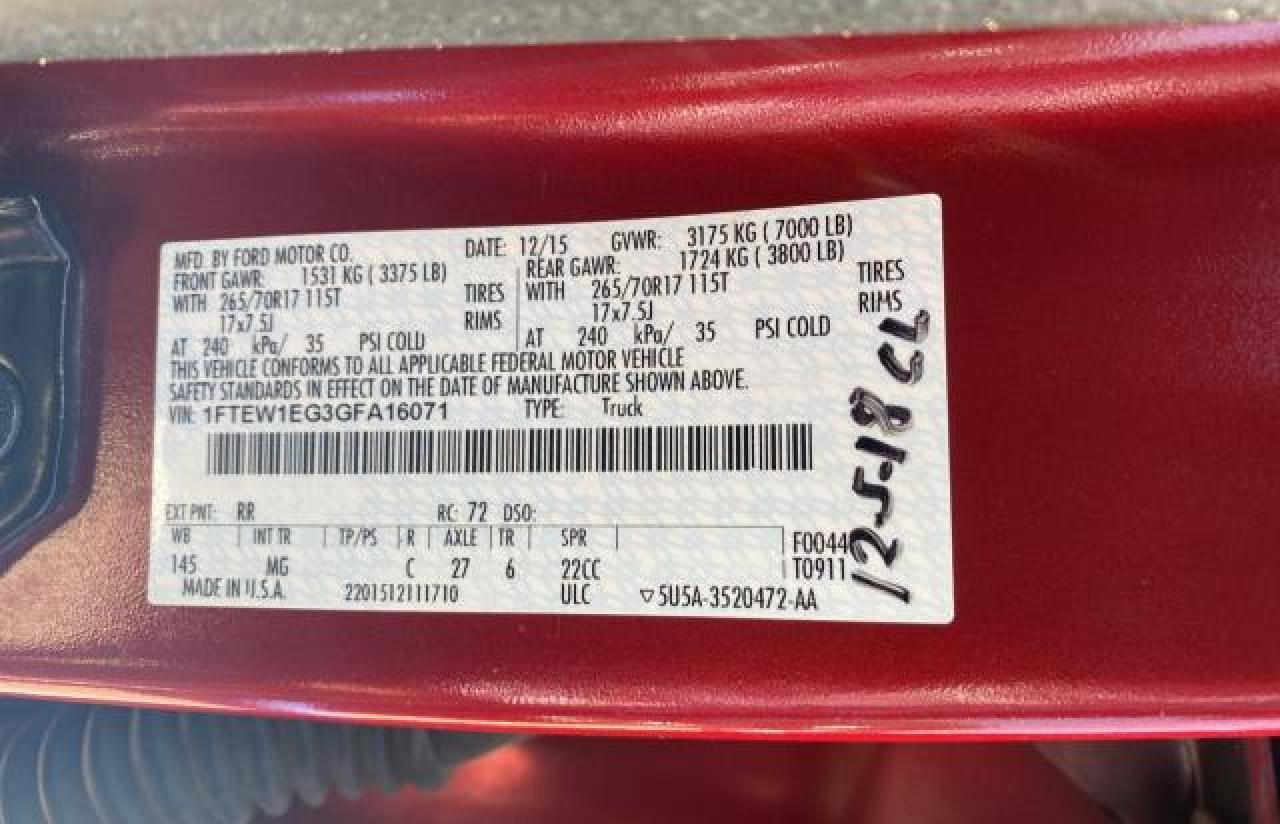 MFD. BY FORD MOTOR CO. DATE: 12/15 GVWR: 3175 KG ( 7000 LB)
FRONT GAWR: 1531 KG ( 3375 LB) REAR GAWR: 1724 KG ( 3800 LB)
WITH 265/70R17 115T TIRES WITH 265/70R17 115T TIRES
17x7.5J RIMS 17x7.5J RIMS
AT 240 kPa/ 35 PSI COLD AT 240 kPa/ 35 PSI COLD
THIS VEHICLE CONFORMS TO ALL APPLICABLE FEDERAL MOTOR VEHICLE
SAFETY STANDARDS IN EFFECT ON THE DATE OF MANUFACTURE SHOWN ABOVE.
VIN: 1FTEW1EG3GFA16071 TYPE: Truck
EXT PNT: RR RC: 72 DSO:
WB INT TR TP/PS R AXLE TR SPR F0044
145 MG C 27 6 22CC T0911
MADE IN U.S.A. 2201512111710 ULC ▽5U5A-3520472-AA
12-5-18 CL